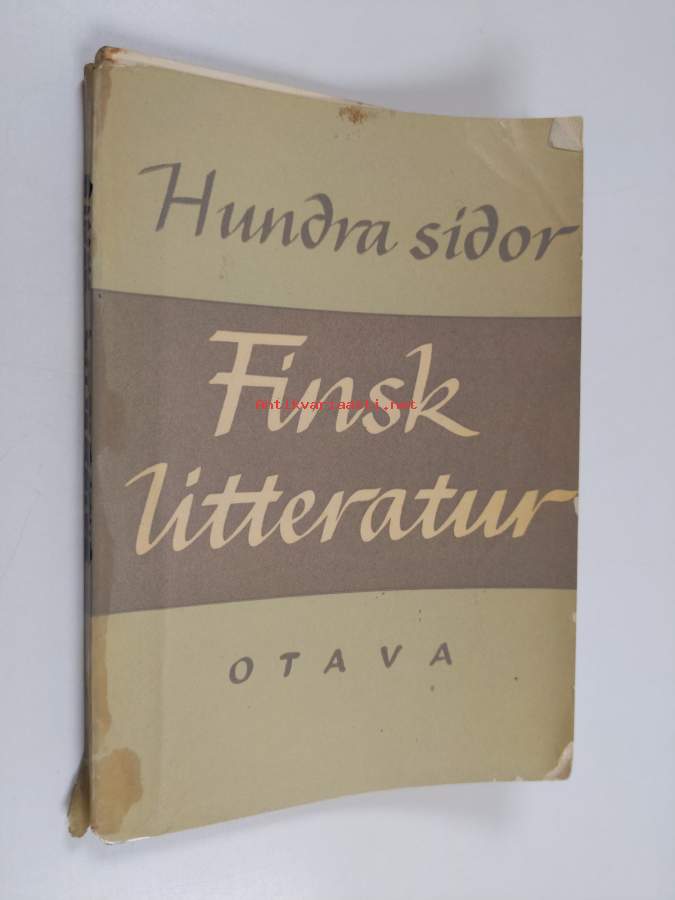 Hundra sidor
Finsk
Antikvariaatti.net
litteratur
OTAVA